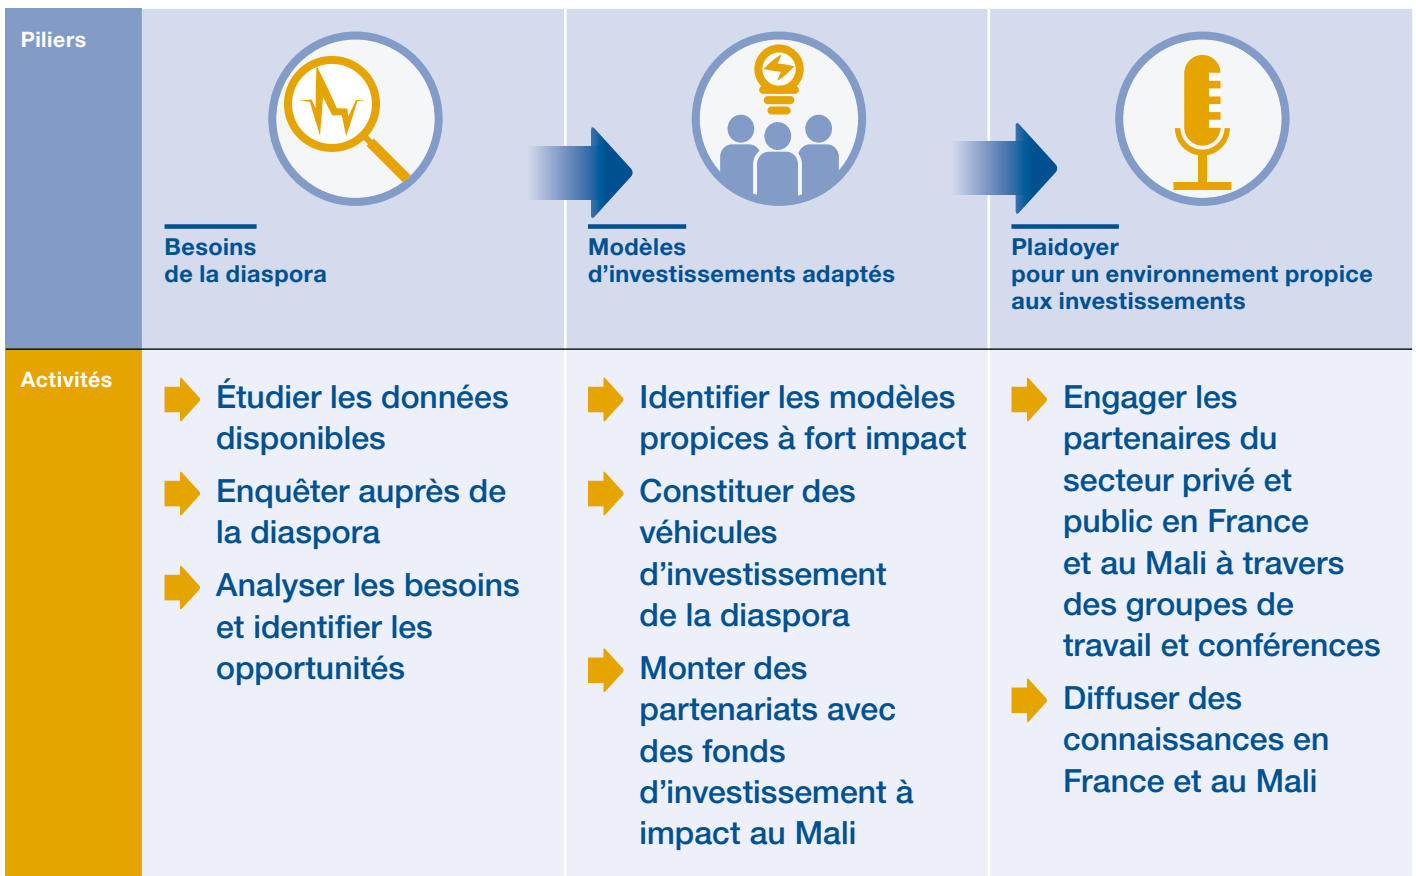 Piliers
Besoins
de la diaspora
Modèles
d’investissements adaptés
Plaidoyer
pour un environnement propice
aux investissements
Activités
Étudier les données
disponibles
Enquêter auprès de
la diaspora
Analyser les besoins
et identifier les
opportunités
Identifier les modèles
propices à fort impact
Constituer des
véhicules
d’investissement
de la diaspora
Monter des
partenariats avec
des fonds
d’investissement à
impact au Mali
Engager les
partenaires du
secteur privé et
public en France
et au Mali à travers
des groupes de
travail et conférences
Diffuser des
connaissances en
France et au Mali